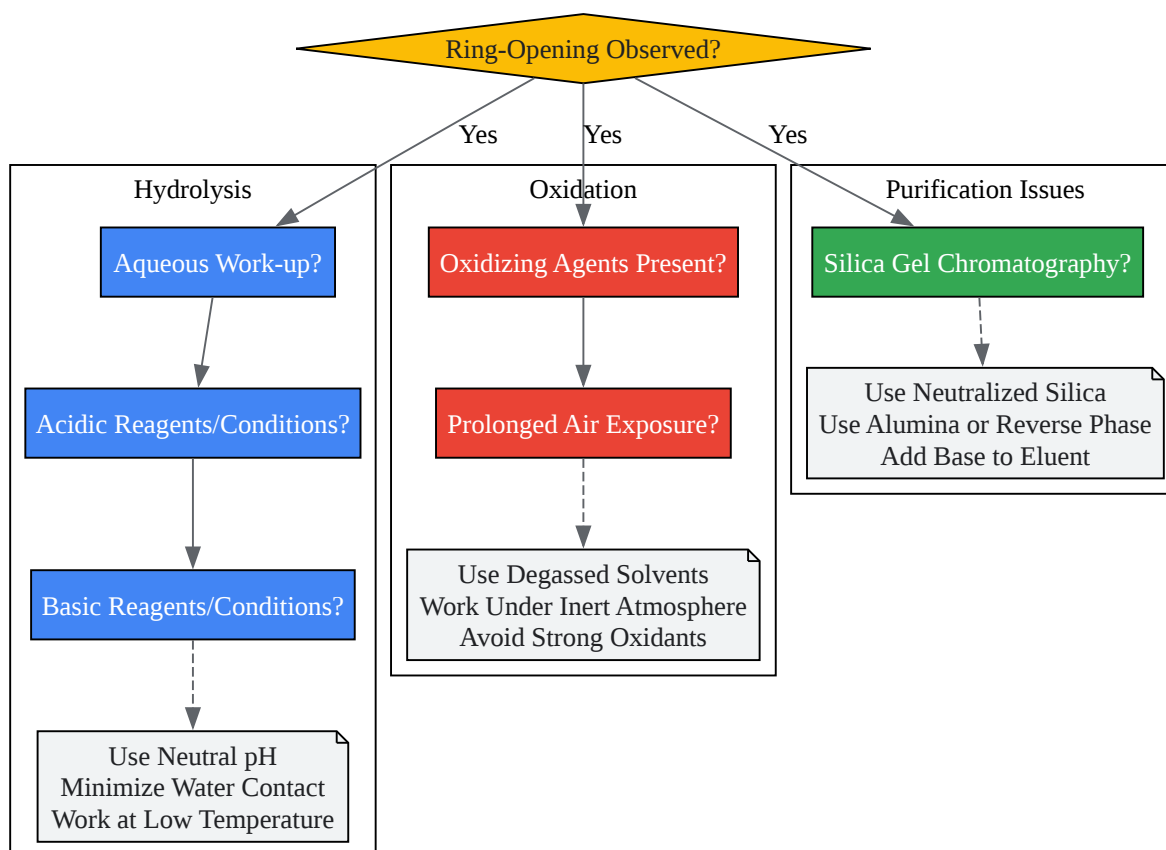 Ring-Opening Observed?
Yes
Yes
Yes
Hydrolysis
Aqueous Work-up?
Acidic Reagents/Conditions?
Basic Reagents/Conditions?
Use Neutral pH
Minimize Water Contact
Work at Low Temperature
Oxidation
Oxidizing Agents Present?
Prolonged Air Exposure?
Use Degassed Solvents
Work Under Inert Atmosphere
Avoid Strong Oxidants
Purification Issues
Silica Gel Chromatography?
Use Neutralized Silica
Use Alumina or Reverse Phase
Add Base to Eluent